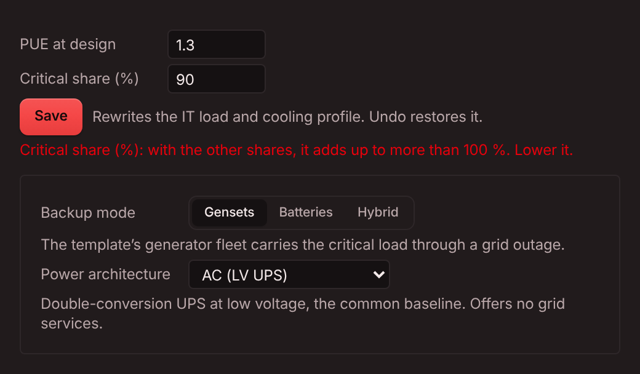 PUE at design 1.3
Critical share (%) 90
Save Rewrites the IT load and cooling profile. Undo restores it.
Critical share (%): with the other shares, it adds up to more than 100 %. Lower it.
Backup mode Gensets Batteries Hybrid
The template’s generator fleet carries the critical load through a grid outage.
Power architecture AC (LV UPS)
Double-conversion UPS at low voltage, the common baseline. Offers no grid
services.